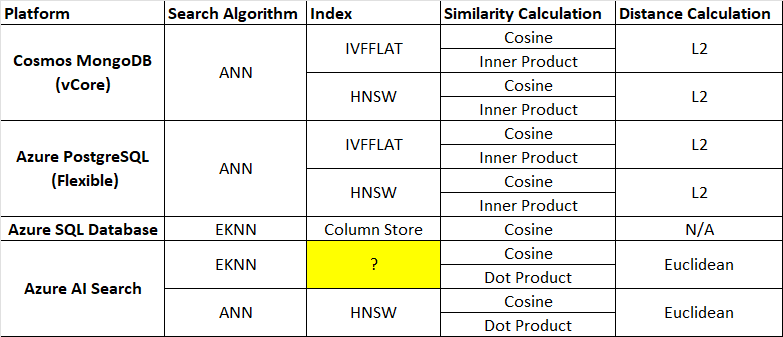 Platform Search Algorithm Index Similarity Calculation Distance Calculation
Cosmos MongoDB
(vCore)
ANN
IVFFLAT
Cosine
Inner Product
L2
HNSW
Cosine
Inner Product
L2
Azure PostgreSQL
(Flexible)
ANN
IVFFLAT
Cosine
Inner Product
L2
HNSW
Cosine
Inner Product
L2
Azure SQL Database EKNN Column Store Cosine N/A
Azure AI Search
EKNN
?
Cosine
Dot Product
Euclidean
ANN
HNSW
Cosine
Dot Product
Euclidean